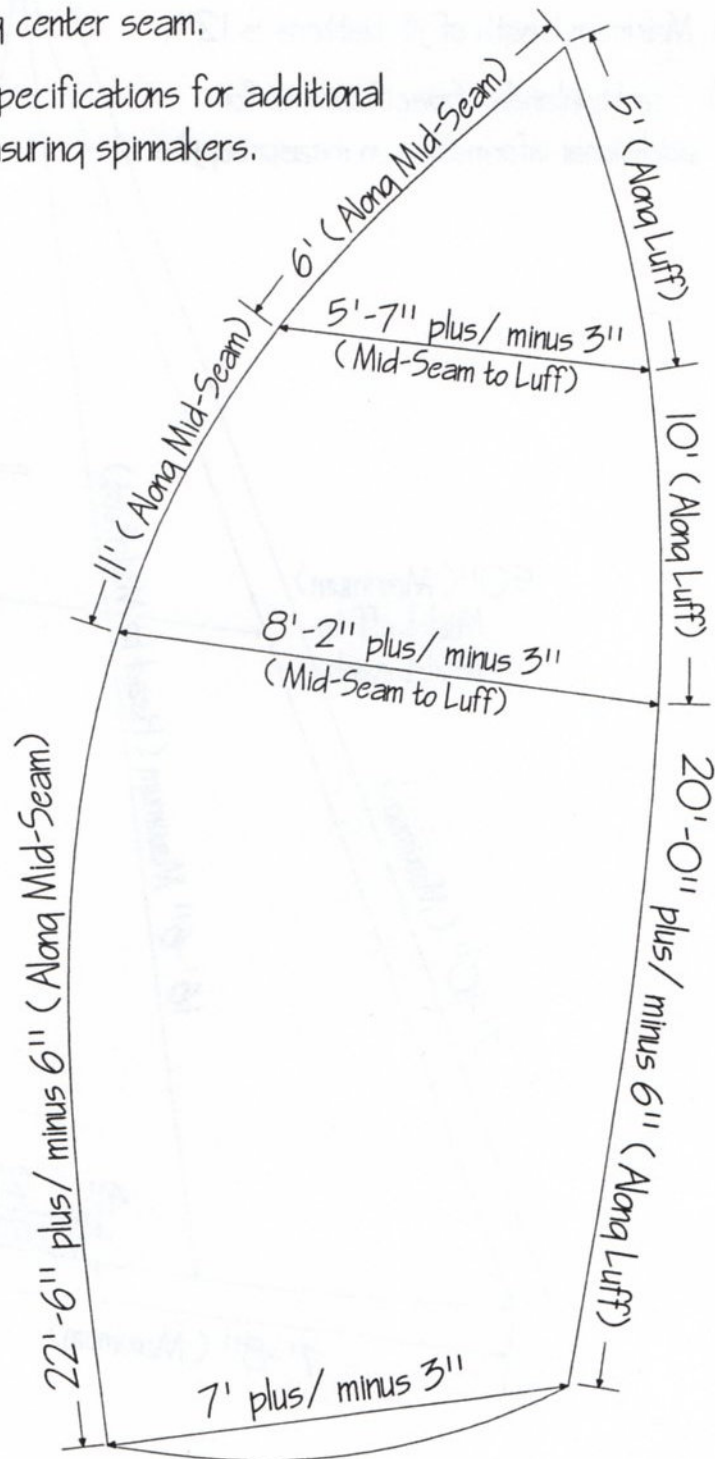 g center seam.
pecifications for additional
nsuring spinnakers.
5' Along Luff)
6' ( Along Mid-Seam)
5'-7" plus/ minus 3"
( Mid-Seam to Luff)
11' ( Along Mid-Seam)
10' ( Along Luff)
8'-2" plus/ minus 3"
( Mid-Seam to Luff)
20'-0" plus/ minus 6" ( Along Luff)
22'-6" plus/ minus 6" ( Along Mid-Seam)
7' plus/ minus 3"